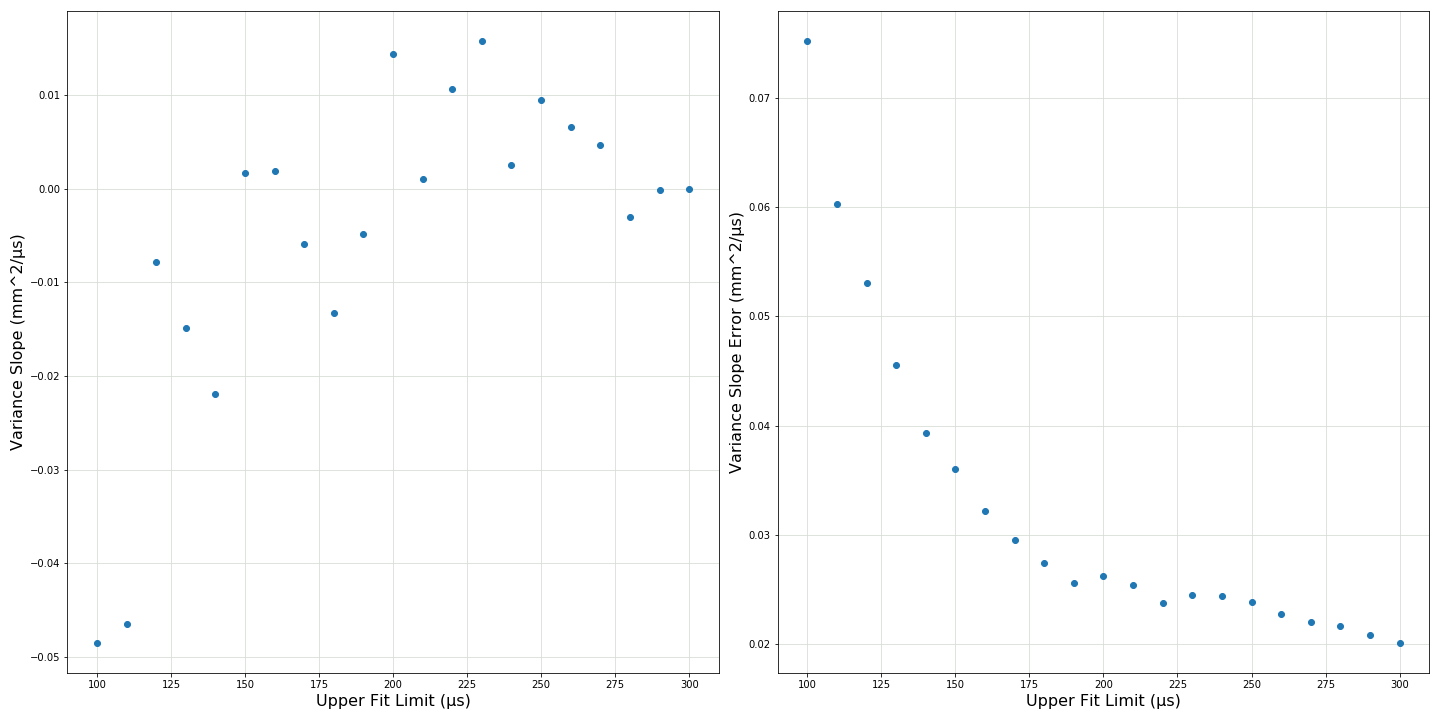 0.01
0.00
−0.01
−0.02
−0.03
−0.04
−0.05
Variance Slope (mm^2/μs)
100 125 150 175 200 225 250 275 300
Upper Fit Limit (μs)
0.07
0.06
0.05
0.04
0.03
0.02
Variance Slope Error (mm^2/μs)
100 125 150 175 200 225 250 275 300
Upper Fit Limit (μs)